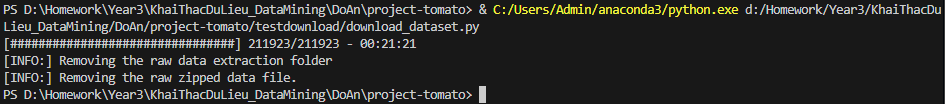 PS D:\Homework\Year3\KhaiThacDuLieu_DataMining\DoAn\project-tomato> & C:/Users/Admin/anaconda3/python.exe d:/Homework/Year3/KhaiThacDu
Lieu_DataMining/DoAn/project-tomato/testdownload/download_dataset.py
[################################] 211923/211923 - 00:21:21
[INFO:] Removing the raw data extraction folder
[INFO:] Removing the raw zipped data file.
PS D:\Homework\Year3\KhaiThacDuLieu_DataMining\DoAn\project-tomato>